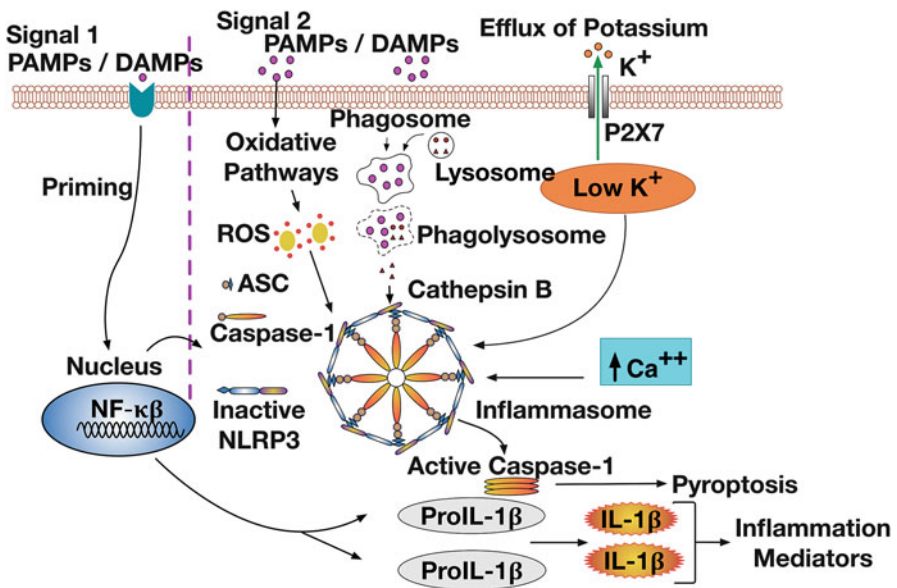 Signal 1
PAMPs / DAMPs
Signal 2
PAMPs / DAMPs
Efflux of Potassium
K+
P2X7
Low K+
Priming
Oxidative
Pathways
ROS
Phagosome
Lysosome
Phagolysosome
Cathepsin B
ASC
Caspase-1
Inactive
NLRP3
Nucleus
NF-κβ
Ca++
Inflammasome
Active Caspase-1
Pyroptosis
ProIL-1β
IL-1β
ProIL-1β
IL-1β
Inflammation
Mediators